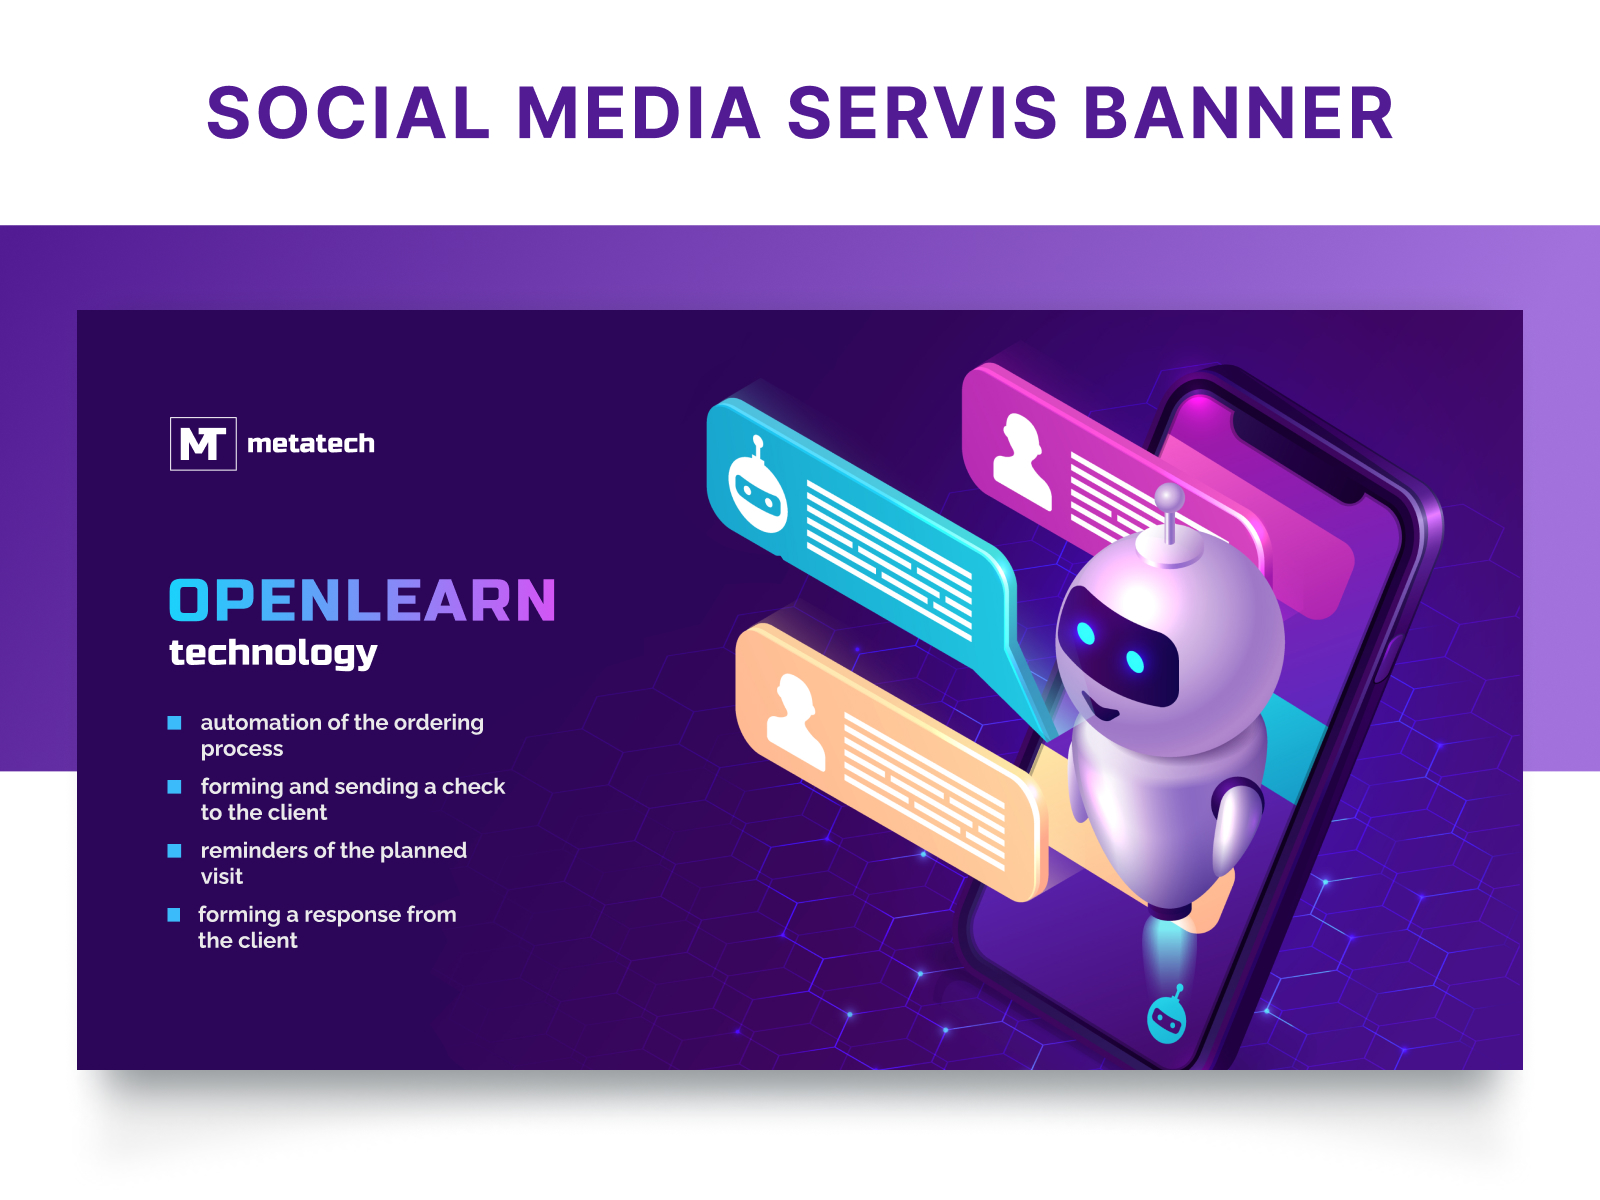 SOCIAL MEDIA SERVIS BANNER
MT metatech
OPENLEARN
technology
automation of the ordering
process
forming and sending a check
to the client
reminders of the planned
visit
forming a response from
the client